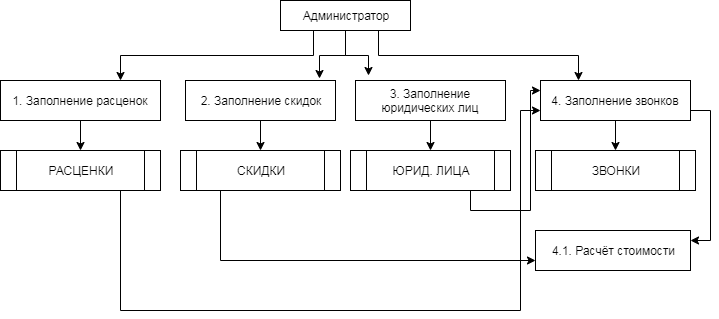 Администратор
1. Заполнение расценок
2. Заполнение скидок
3. Заполнение
юридических лиц
4. Заполнение звонков
РАСЦЕНКИ
СКИДКИ
ЮРИД. ЛИЦА
ЗВОНКИ
4.1. Расчёт стоимости